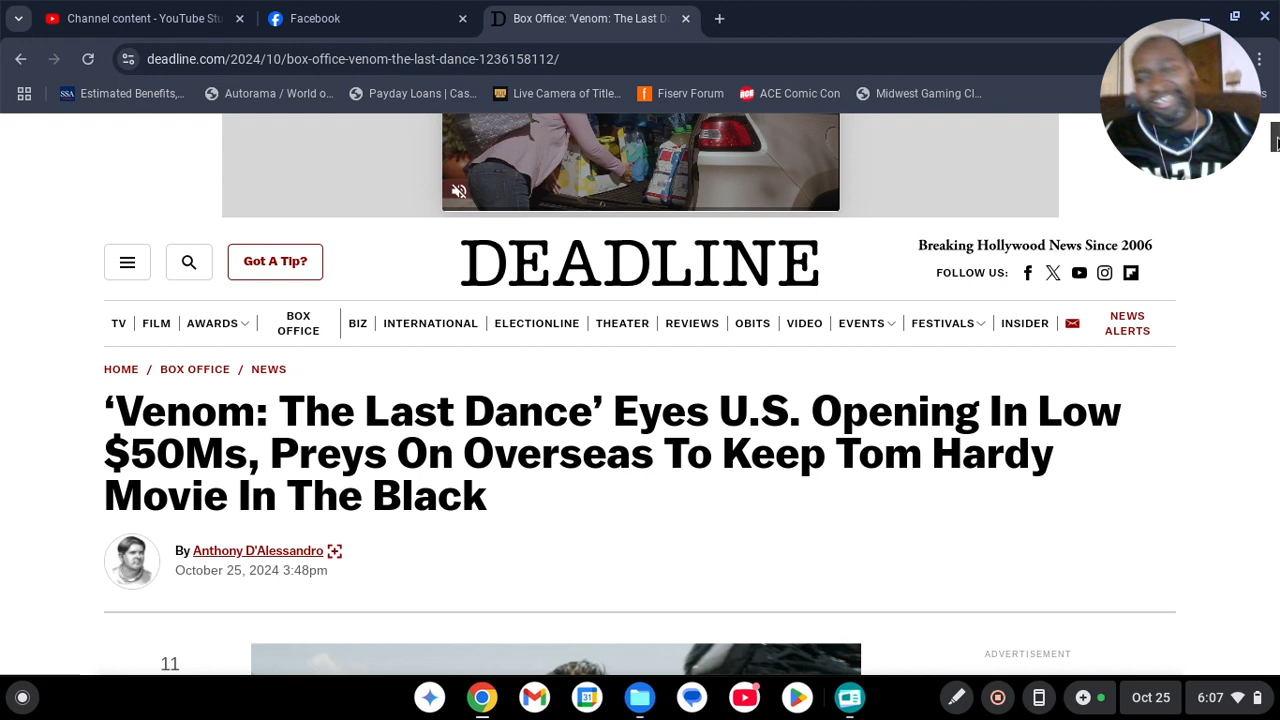 Channel content - YouTube Stu
Facebook
Box Office: 'Venom: The Last Da
deadline.com/2024/10/box-office-venom-the-last-dance-1236158112/
Estimated Benefits,...
Autorama / World o...
Payday Loans | Cas...
Live Camera of Title...
Fiserv Forum
ACE Comic Con
Midwest Gaming Cl...
Got A Tip?
DEADLINE
Breaking Hollywood News Since 2006
FOLLOW US:
TV FILM AWARDS BOX OFFICE BIZ INTERNATIONAL ELECTIONLINE THEATER REVIEWS OBITS VIDEO EVENTS FESTIVALS INSIDER NEWS ALERTS
HOME / BOX OFFICE / NEWS
‘Venom: The Last Dance’ Eyes U.S. Opening In Low
$50Ms, Preys On Overseas To Keep Tom Hardy
Movie In The Black
By Anthony D'Alessandro
October 25, 2024 3:48pm
11
ADVERTISEMENT
Oct 25
6:07